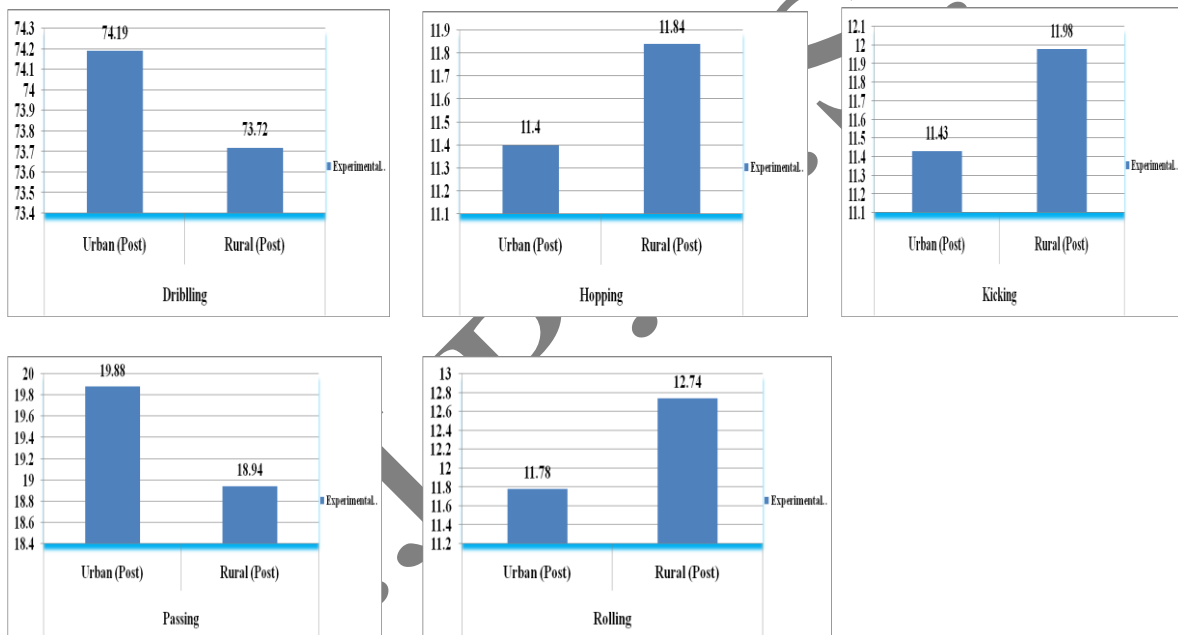 74.3
74.2
74.1
74
73.9
73.8
73.7
73.6
73.5
73.4
74.19
73.72
Experimental..
Urban (Post)
Rural (Post)
Driblling
11.9
11.8
11.7
11.6
11.5
11.4
11.3
11.2
11.1
11.4
11.84
Experimental..
Urban (Post)
Rural (Post)
Hopping
12.1
12
11.9
11.8
11.7
11.6
11.5
11.4
11.3
11.2
11.1
11.43
11.98
Experimental..
Urban (Post)
Rural (Post)
Kicking
20
19.8
19.6
19.4
19.2
19
18.8
18.6
18.4
19.88
18.94
Experimental..
Urban (Post)
Rural (Post)
Passing
13
12.8
12.6
12.4
12.2
12
11.8
11.6
11.4
11.2
11.78
12.74
Experimental..
Urban (Post)
Rural (Post)
Rolling